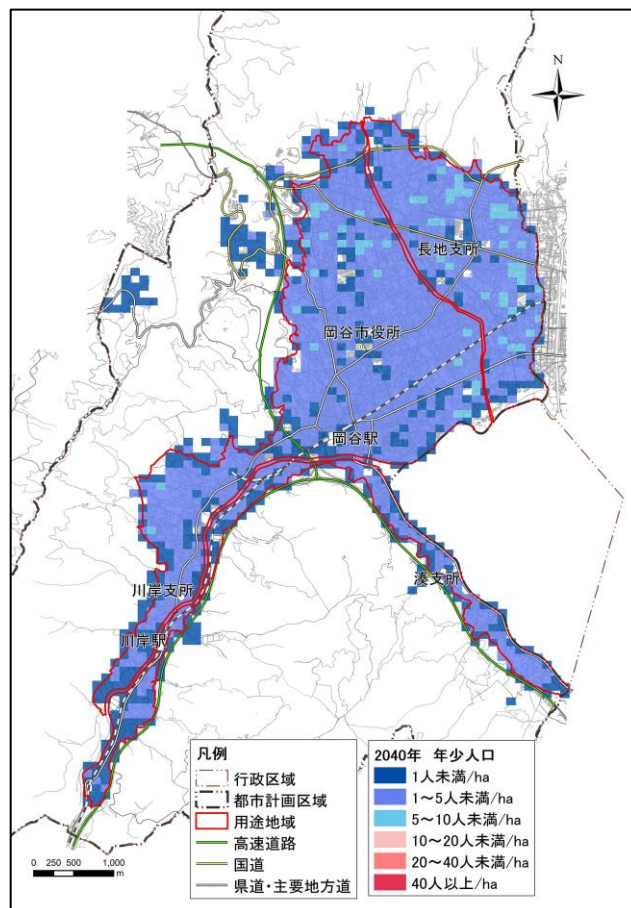 N
長地支所
岡谷市役所
岡谷駅
川岸支所
湊支所
川岸駅
凡例
行政区域
都市計画区域
用途地域
高速道路
国道
県道・主要地方道
2040年 年少人口
1人未満/ha
1～5人未満/ha
5～10人未満/ha
10～20人未満/ha
20～40人未満/ha
40人以上/ha
0 250 500 1,000
m